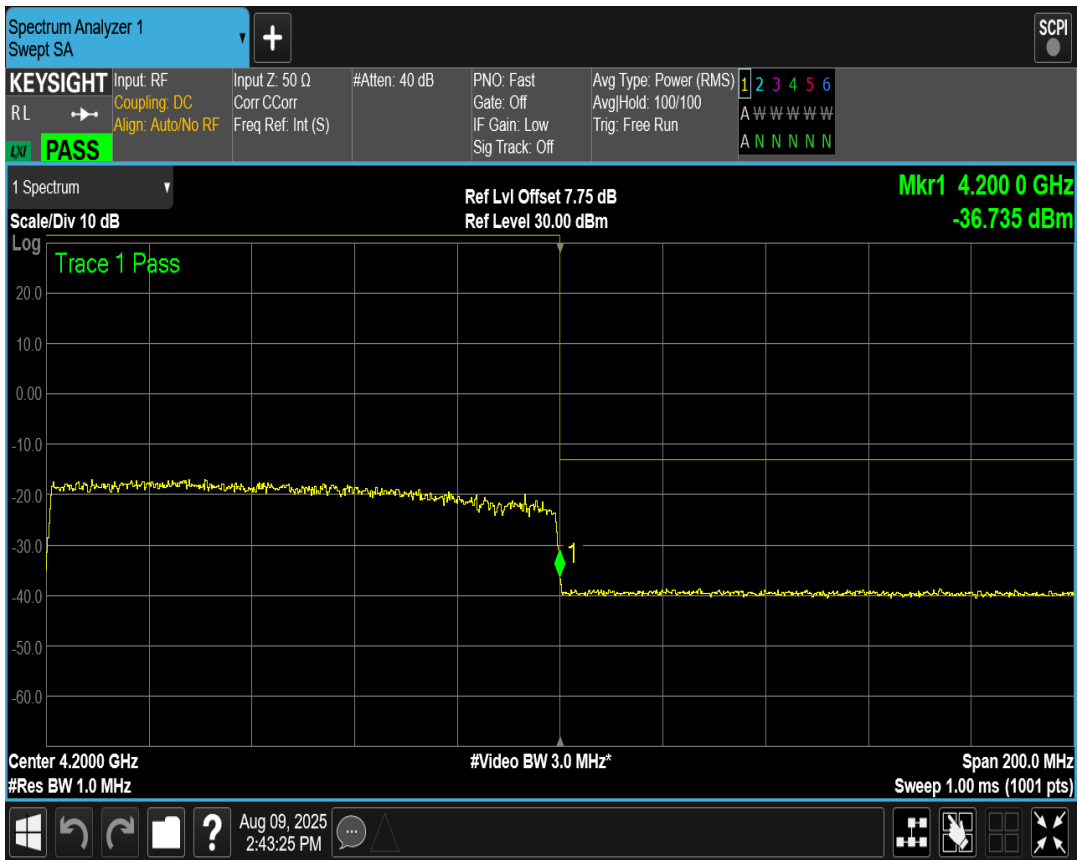 Spectrum Analyzer 1
Swept SA
+
SCPI
KEYSIGHT
RL
LXI PASS
Input: RF
Coupling: DC
Align: Auto/No RF
Input Z: 50 Ω
Corr CCorr
Freq Ref: Int (S)
#Atten: 40 dB
PNO: Fast
Gate: Off
IF Gain: Low
Sig Track: Off
Avg Type: Power (RMS)
Avg|Hold: 100/100
Trig: Free Run
1 2 3 4 5 6
A W W W W W
A N N N N N
1 Spectrum
Scale/Div 10 dB
Ref Lvl Offset 7.75 dB
Ref Level 30.00 dBm
Mkr1 4.200 0 GHz
-36.735 dBm
Log
Trace 1 Pass
20.0
10.0
0.00
-10.0
-20.0
-30.0
1
-40.0
-50.0
-60.0
Center 4.2000 GHz
#Video BW 3.0 MHz*
Span 200.0 MHz
#Res BW 1.0 MHz
Sweep 1.00 ms (1001 pts)
?
Aug 09, 2025
2:43:25 PM